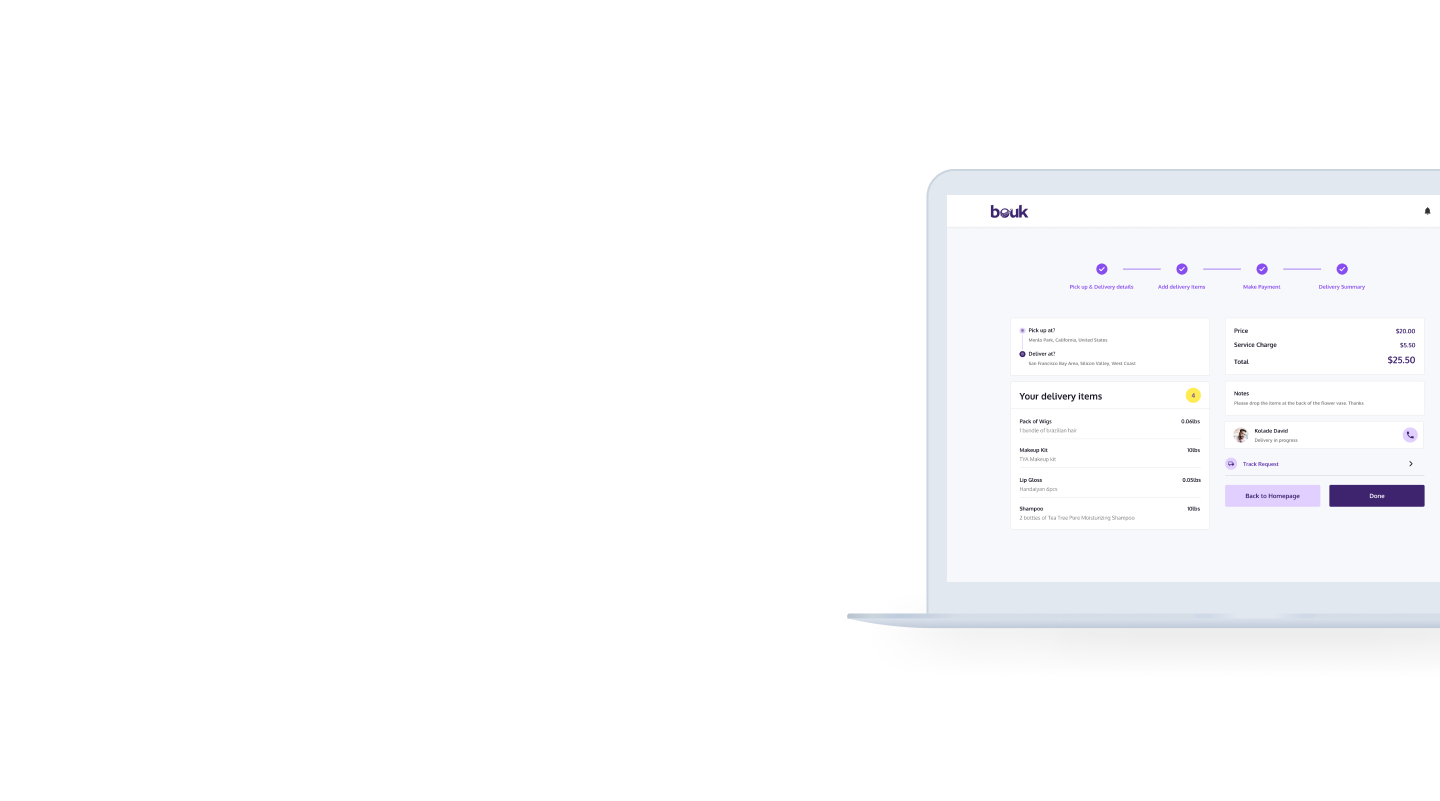 bouk
Pick up & Delivery details
Add delivery items
Make Payment
Delivery Summary
Pick up at?
Menlo Park, California, United States
Deliver at?
San Francisco Bay Area, Silicon Valley, West Coast
Your delivery items
4
Pack of Wigs
0.06lbs
1 bundle of brazilian hair
Makeup Kit
10lbs
TYA Makeup kit
Lip Gloss
0.05lbs
Handaiyan 6pcs
Shampoo
10lbs
2 bottles of Tea Tree Pure Moisturizing Shampoo
Price
$20.00
Service Charge
$5.50
Total
$25.50
Notes
Please drop the items at the back of the flower vase. Thanks
Kolade David
Delivery in progress
Track Request
Back to Homepage
Done